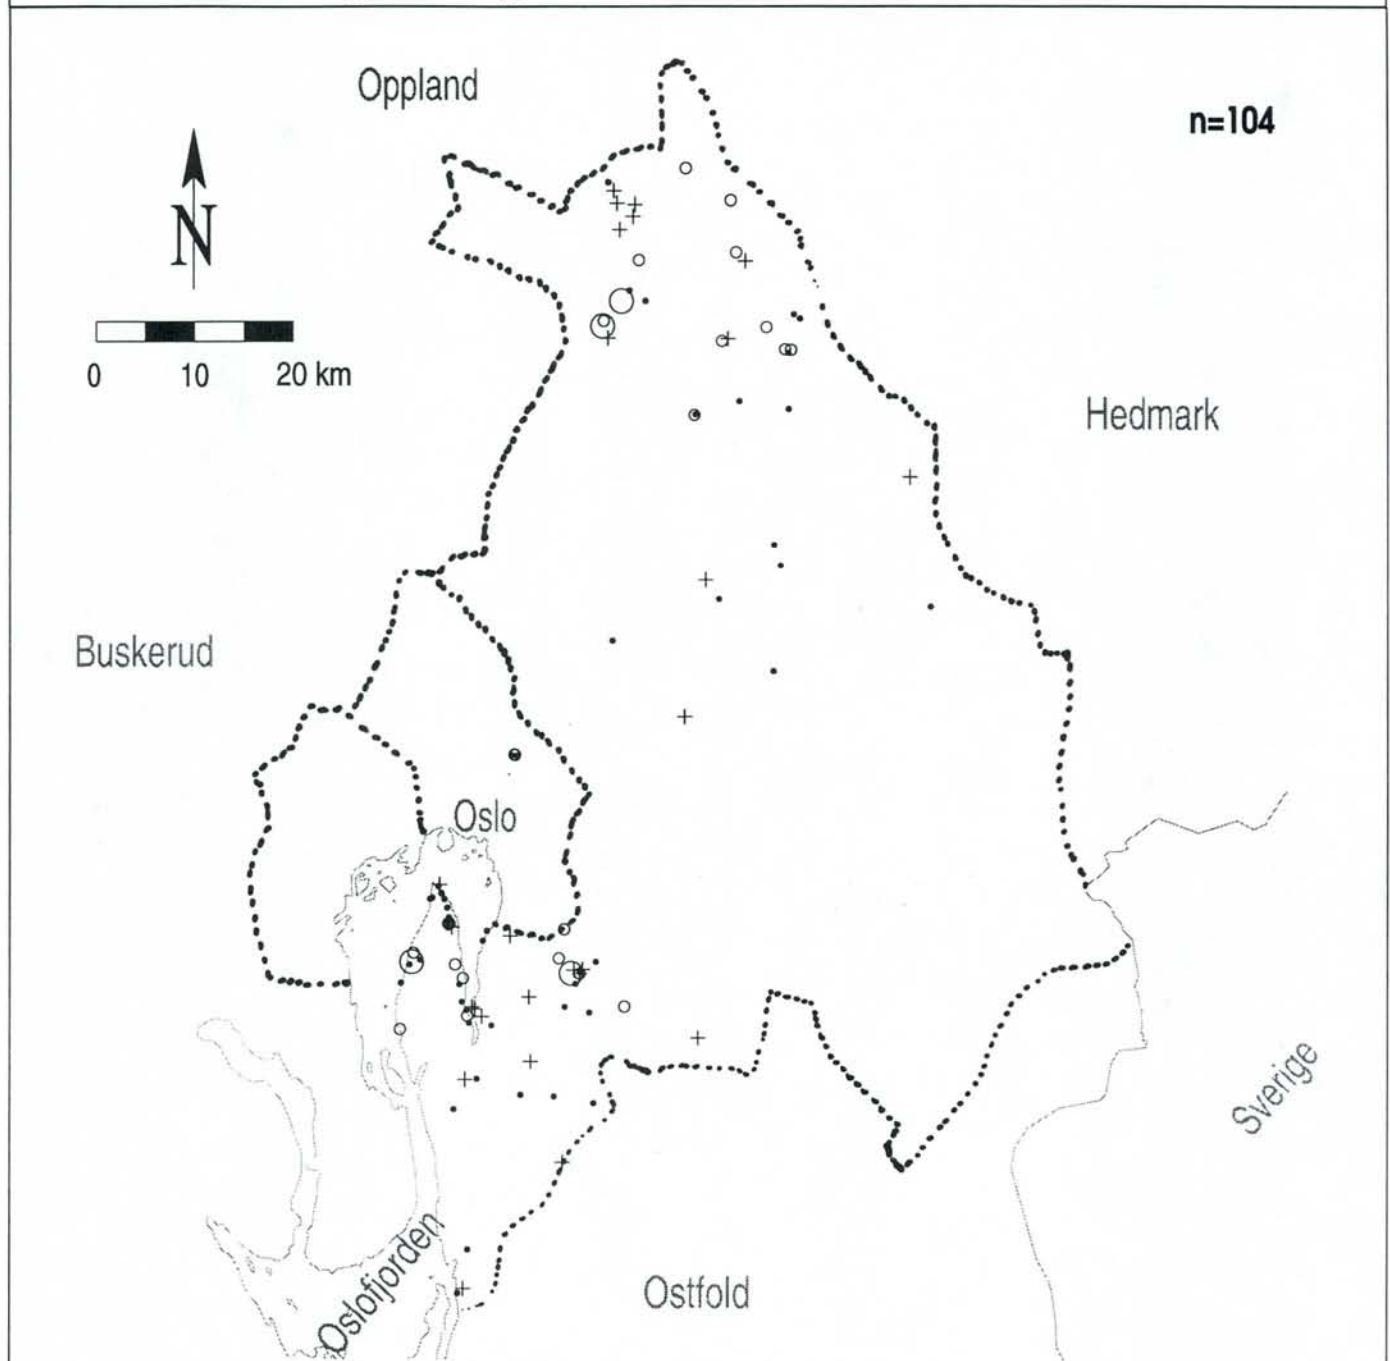 Oppland
n=104
N
0 10 20 km
Hedmark
Buskerud
Oslo
Sverige
Oslofjorden
Ostfold